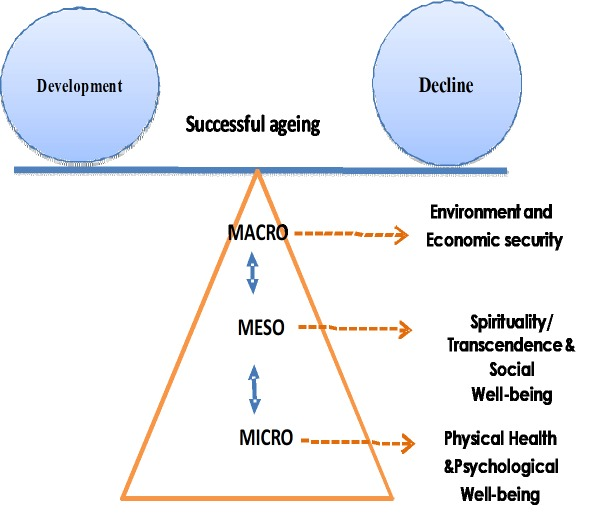 Development
Decline
Successful ageing
MACRO
Environment and
Economic security
MESO
Spirituality/
Transcendence &
Social
Well-being
MICRO
Physical Health
&Psychological
Well-being